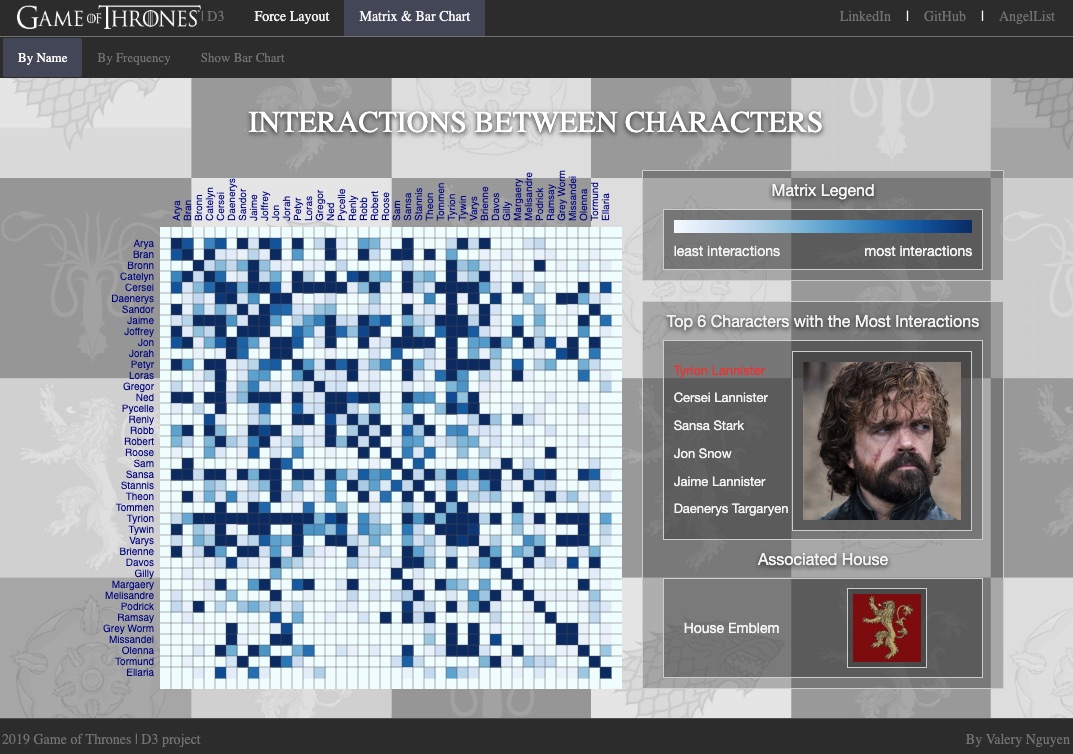 GAME OF THRONES | D3 Force Layout Matrix & Bar Chart LinkedIn | GitHub | AngelList
By Name By Frequency Show Bar Chart
INTERACTIONS BETWEEN CHARACTERS
Arya Bran Bronn Catelyn Cersei Daenerys Sandor Jaime Joffrey Jon Jorah Petyr Loras Gregor Ned Pycelle Renly Robb Robert Roose Sam Sansa Stannis Theon Tommen Tyrion Tywin Varys Brienne Davos Gilly Margaery Melisandre Podrick Ramsay Grey Worm Missandei Olenna Tormund Ellaria
Arya
Bran
Bronn
Catelyn
Cersei
Daenerys
Sandor
Jaime
Joffrey
Jon
Jorah
Petyr
Loras
Gregor
Ned
Pycelle
Renly
Robb
Robert
Roose
Sam
Sansa
Stannis
Theon
Tommen
Tyrion
Tywin
Varys
Brienne
Davos
Gilly
Margaery
Melisandre
Podrick
Ramsay
Grey Worm
Missandei
Olenna
Tormund
Ellaria
Matrix Legend
least interactions most interactions
Top 6 Characters with the Most Interactions
Tyrion Lannister
Cersei Lannister
Sansa Stark
Jon Snow
Jaime Lannister
Daenerys Targaryen
Associated House
House Emblem
2019 Game of Thrones | D3 project By Valery Nguyen